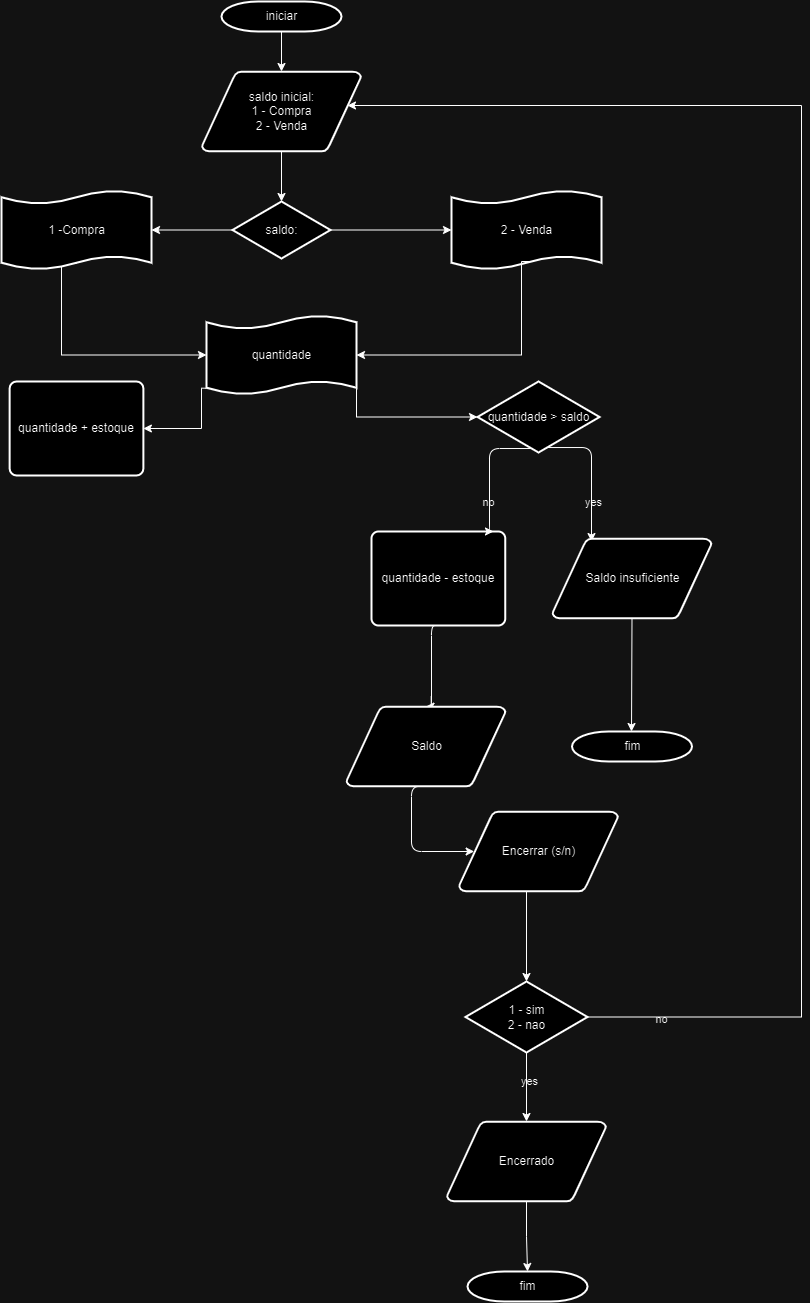 iniciar
saldo inicial:
1 - Compra
2 - Venda
1 -Compra
saldo:
2 - Venda
quantidade
quantidade + estoque
quantidade > saldo
no
yes
quantidade - estoque
Saldo insuficiente
Saldo
fim
Encerrar (s/n)
1 - sim
2 - nao
no
yes
Encerrado
fim